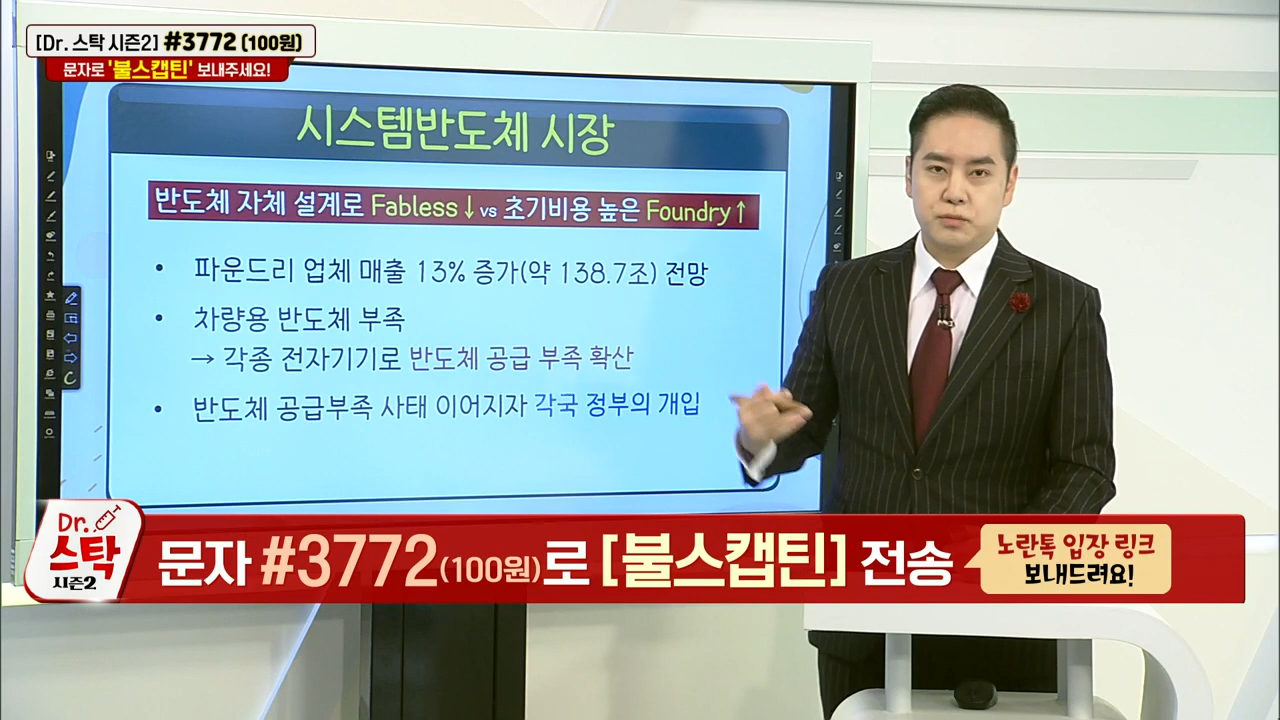 [Dr. 스탁 시즌2] #3772 (100원)
문자로 '불스캡틴' 보내주세요!
시스템반도체 시장
반도체 자체 설계로 Fabless↓ vs 초기비용 높은 Foundry↑
• 파운드리 업체 매출 13% 증가(약 138.7조) 전망
• 차량용 반도체 부족
→ 각종 전자기기로 반도체 공급 부족 확산
• 반도체 공급부족 사태 이어지자 각국 정부의 개입
Dr.
스탁
시즌2
문자 #3772(100원)로 [불스캡틴] 전송
노란톡 입장 링크
보내드려요!